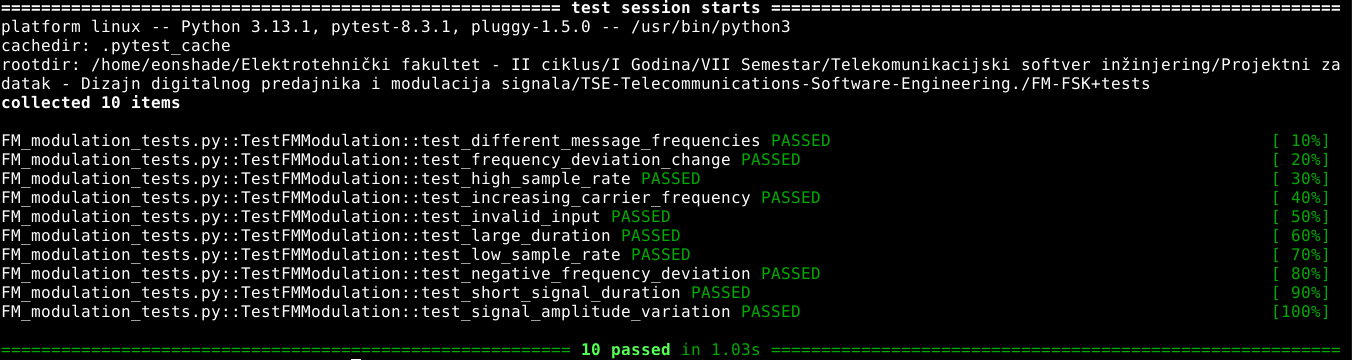 ======================================================== test session starts =========================================================
platform linux -- Python 3.13.1, pytest-8.3.1, pluggy-1.5.0 -- /usr/bin/python3
cachedir: .pytest_cache
rootdir: /home/eonshade/Elektrotehnički fakultet - II ciklus/I Godina/VII Semestar/Telekomunikacijski softver inžinjering/Projektni za
datak - Dizajn digitalnog predajnika i modulacija signala/TSE-Telecommunications-Software-Engineering./FM-FSK+tests
collected 10 items
FM_modulation_tests.py::TestFMModulation::test_different_message_frequencies PASSED [ 10%]
FM_modulation_tests.py::TestFMModulation::test_frequency_deviation_change PASSED [ 20%]
FM_modulation_tests.py::TestFMModulation::test_high_sample_rate PASSED [ 30%]
FM_modulation_tests.py::TestFMModulation::test_increasing_carrier_frequency PASSED [ 40%]
FM_modulation_tests.py::TestFMModulation::test_invalid_input PASSED [ 50%]
FM_modulation_tests.py::TestFMModulation::test_large_duration PASSED [ 60%]
FM_modulation_tests.py::TestFMModulation::test_low_sample_rate PASSED [ 70%]
FM_modulation_tests.py::TestFMModulation::test_negative_frequency_deviation PASSED [ 80%]
FM_modulation_tests.py::TestFMModulation::test_short_signal_duration PASSED [ 90%]
FM_modulation_tests.py::TestFMModulation::test_signal_amplitude_variation PASSED [100%]
========================================================= 10 passed in 1.03s =========================================================